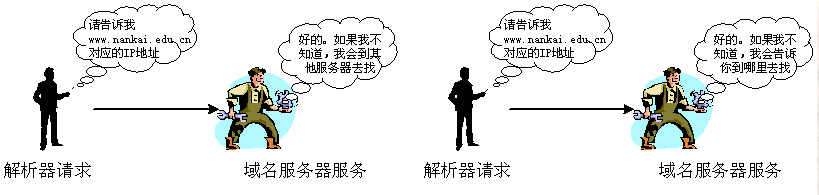 请告诉我
www.nankai.edu.cn
对应的IP地址
好的。如果我不
知道，我会到其
他服务器去找
解析器请求
域名服务器服务
请告诉我
www.nankai.edu.cn
对应的IP地址
好的。如果我不
知道，我会告诉
你到哪里去找
解析器请求
域名服务器服务